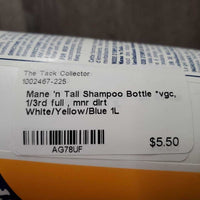 The Tack Collector
1002467-225
Mane 'n Tail Shampoo Bottle *vgc,
1/3rd full , mnr dirt
White/Yellow/Blue 1L
$5.50
AG78UF